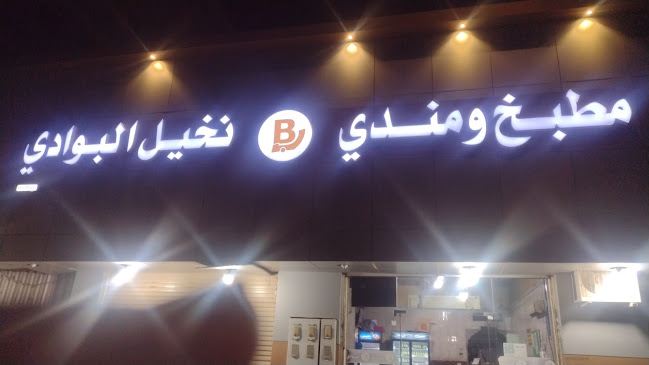 مطبخ ومندي B نخيل البوادي